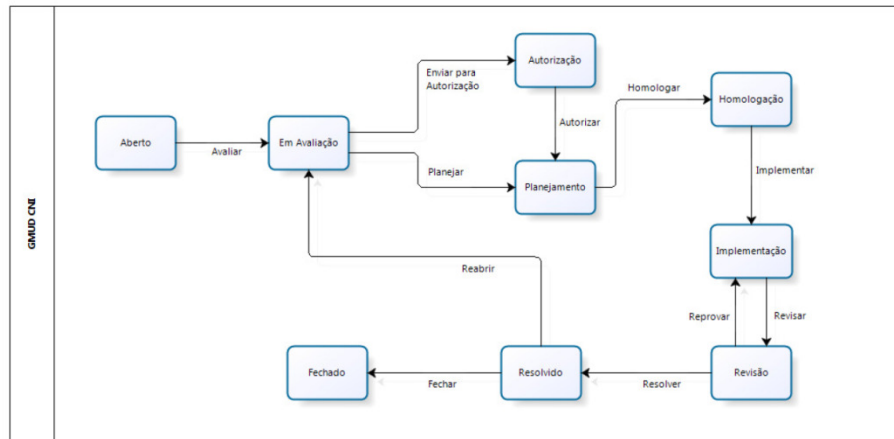 GMUD CNI
Aberto
Avaliar
Em Avaliação
Enviar para
Autorização
Autorização
Autorizar
Planejar
Planejamento
Homologar
Homologação
Implementar
Implementação
Reprovar
Revisar
Revisão
Resolver
Resolvido
Reabrir
Fechar
Fechado